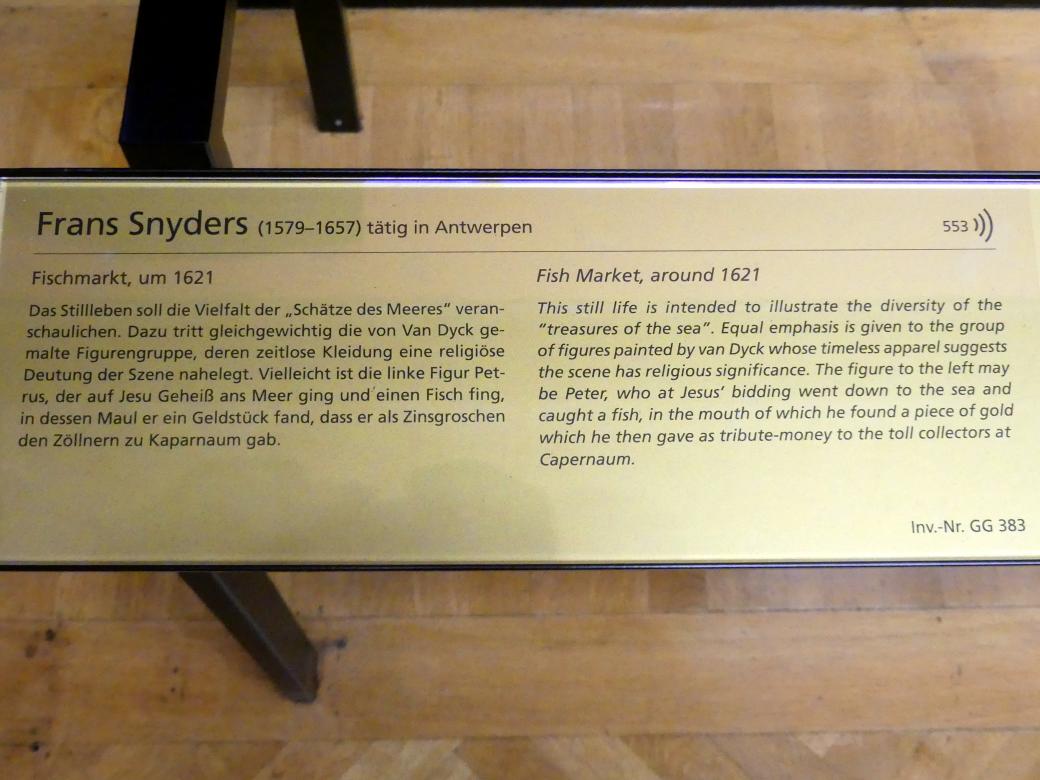 Frans Snyders (1579–1657) tätig in Antwerpen
553
Fischmarkt, um 1621
Das Stillleben soll die Vielfalt der „Schätze des Meeres“ veran-
schaulichen. Dazu tritt gleichgewichtig die von Van Dyck ge-
malte Figurengruppe, deren zeitlose Kleidung eine religiöse
Deutung der Szene nahelegt. Vielleicht ist die linke Figur Pet-
rus, der auf Jesu Geheiß ans Meer ging und einen Fisch fing,
in dessen Maul er ein Geldstück fand, dass er als Zinsgroschen
den Zöllnern zu Kaparnaum gab.
Fish Market, around 1621
This still life is intended to illustrate the diversity of the
“treasures of the sea”. Equal emphasis is given to the group
of figures painted by van Dyck whose timeless apparel suggests
the scene has religious significance. The figure to the left may
be Peter, who at Jesus’ bidding went down to the sea and
caught a fish, in the mouth of which he found a piece of gold
which he then gave as tribute-money to the toll collectors at
Capernaum.
Inv.-Nr. GG 383